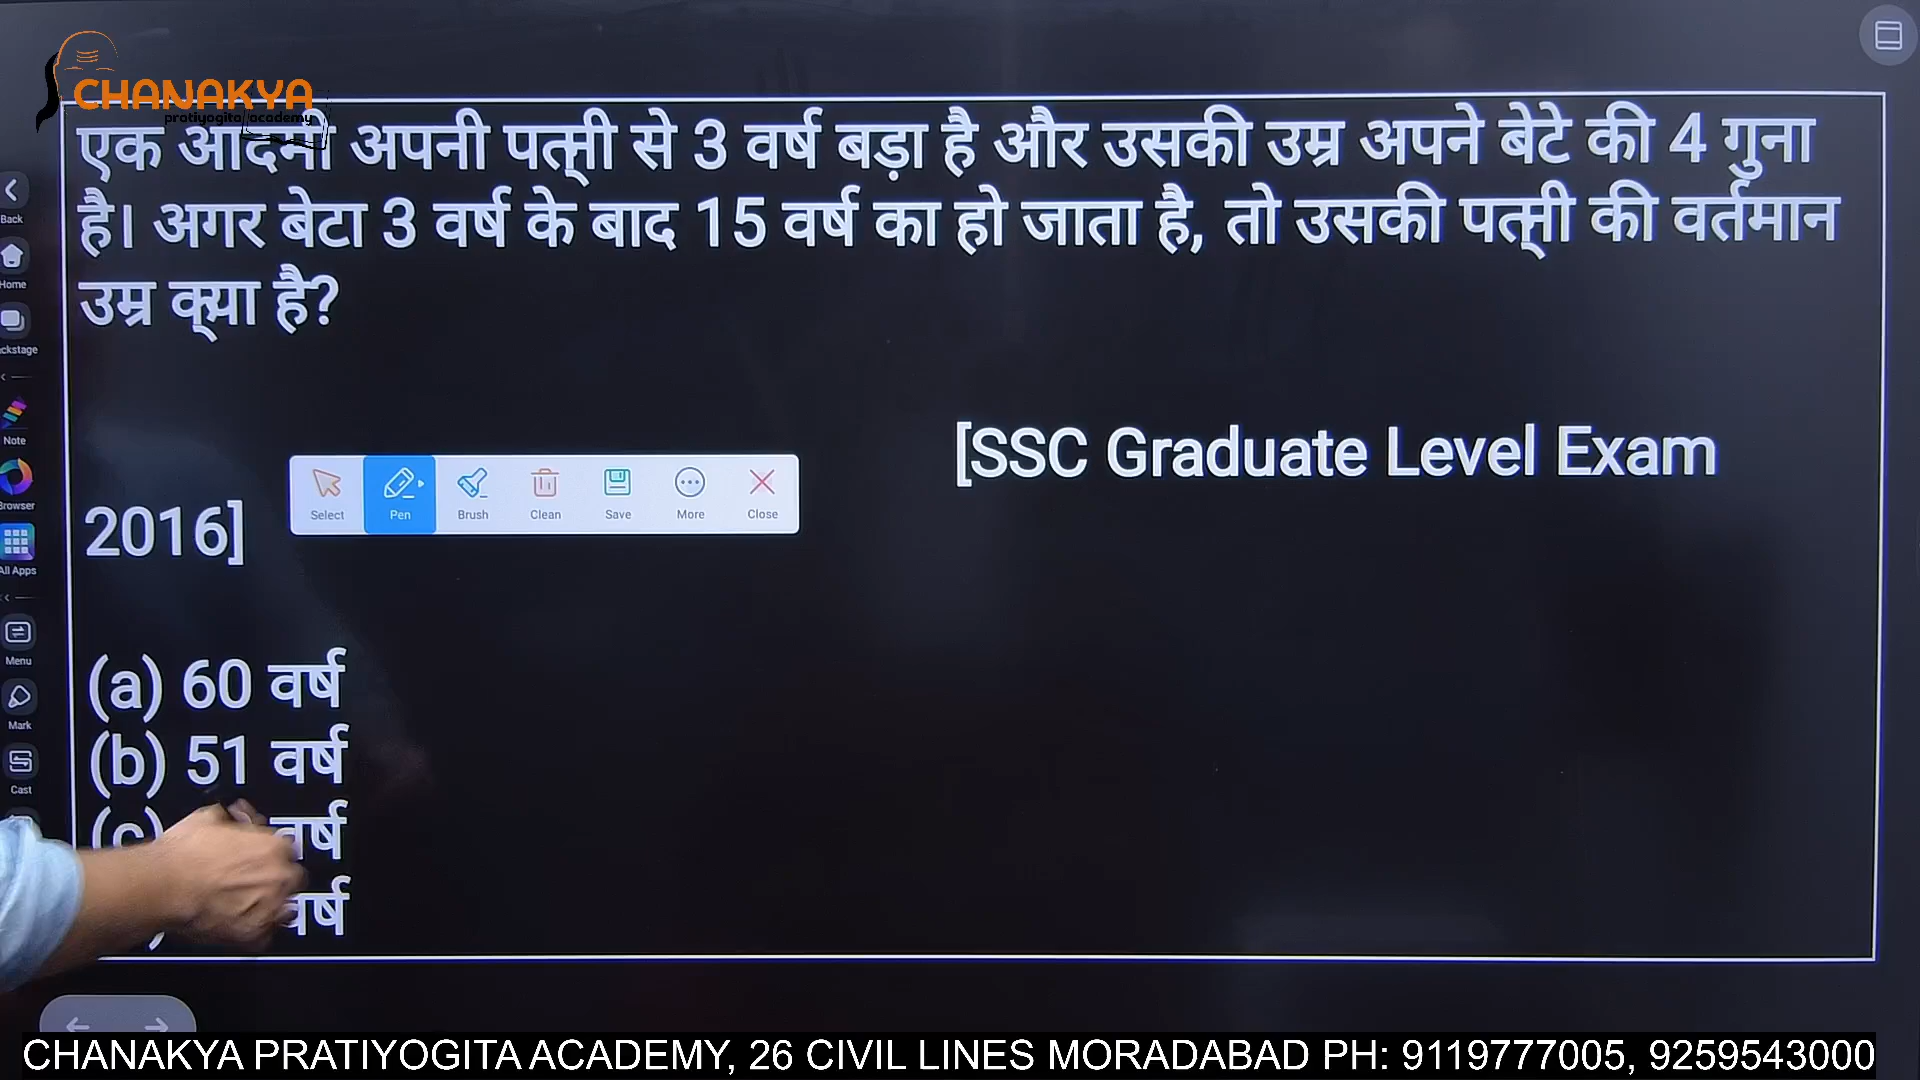 CHANAKYA
pratiyogita academy
एक आदमी अपनी पत्नी से 3 वर्ष बड़ा है और उसकी उम्र अपने बेटे की 4 गुना
है। अगर बेटा 3 वर्ष के बाद 15 वर्ष का हो जाता है, तो उसकी पत्नी की वर्तमान
उम्र क्या है?
[SSC Graduate Level Exam
2016]
(a) 60 वर्ष
(b) 51 वर्ष
(c) वर्ष
वर्ष
Select Pen Brush Clean Save More Close
Back
Home
ckstage
Note
Browser
All Apps
Menu
Mark
Cast
CHANAKYA PRATIYOGITA ACADEMY, 26 CIVIL LINES MORADABAD PH: 9119777005, 9259543000